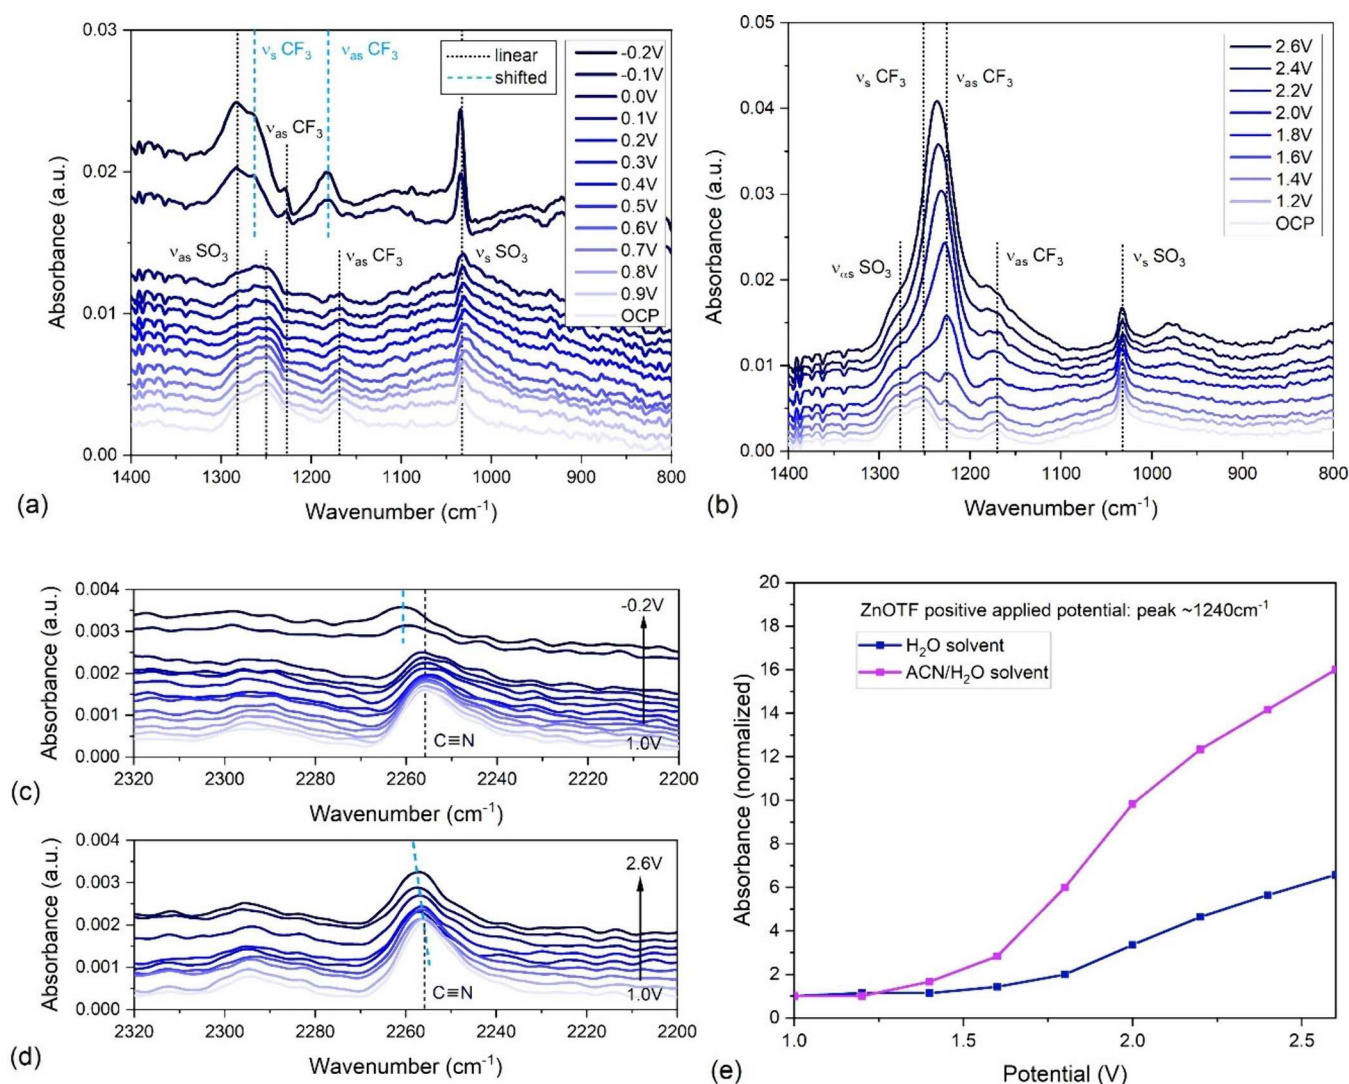 0.03
0.02
0.01
0.00
Absorbance (a.u.)
νs CF3
νas CF3
linear
shifted
νas CF3
νas SO3
νas CF3
νs SO3
-0.2V
-0.1V
0.0V
0.1V
0.2V
0.3V
0.4V
0.5V
0.6V
0.7V
0.8V
0.9V
OCP
1400 1300 1200 1100 1000 900 800
Wavenumber (cm-1)
(a)
0.05
0.04
0.03
0.02
0.01
0.00
Absorbance (a.u.)
νs CF3
νas CF3
ναs SO3
νas CF3
νs SO3
2.6V
2.4V
2.2V
2.0V
1.8V
1.6V
1.4V
1.2V
OCP
1400 1300 1200 1100 1000 900 800
Wavenumber (cm-1)
(b)
0.004
0.003
0.002
0.001
0.000
Absorbance (a.u.)
-0.2V
1.0V
C≡N
2320 2300 2280 2260 2240 2220 2200
Wavenumber (cm-1)
(c)
0.004
0.003
0.002
0.001
0.000
Absorbance (a.u.)
2.6V
1.0V
C≡N
2320 2300 2280 2260 2240 2220 2200
Wavenumber (cm-1)
(d)
20
18
16
14
12
10
8
6
4
2
0
Absorbance (normalized)
ZnOTF positive applied potential: peak ~1240cm-1
H2O solvent
ACN/H2O solvent
1.0 1.5 2.0 2.5
Potential (V)
(e)